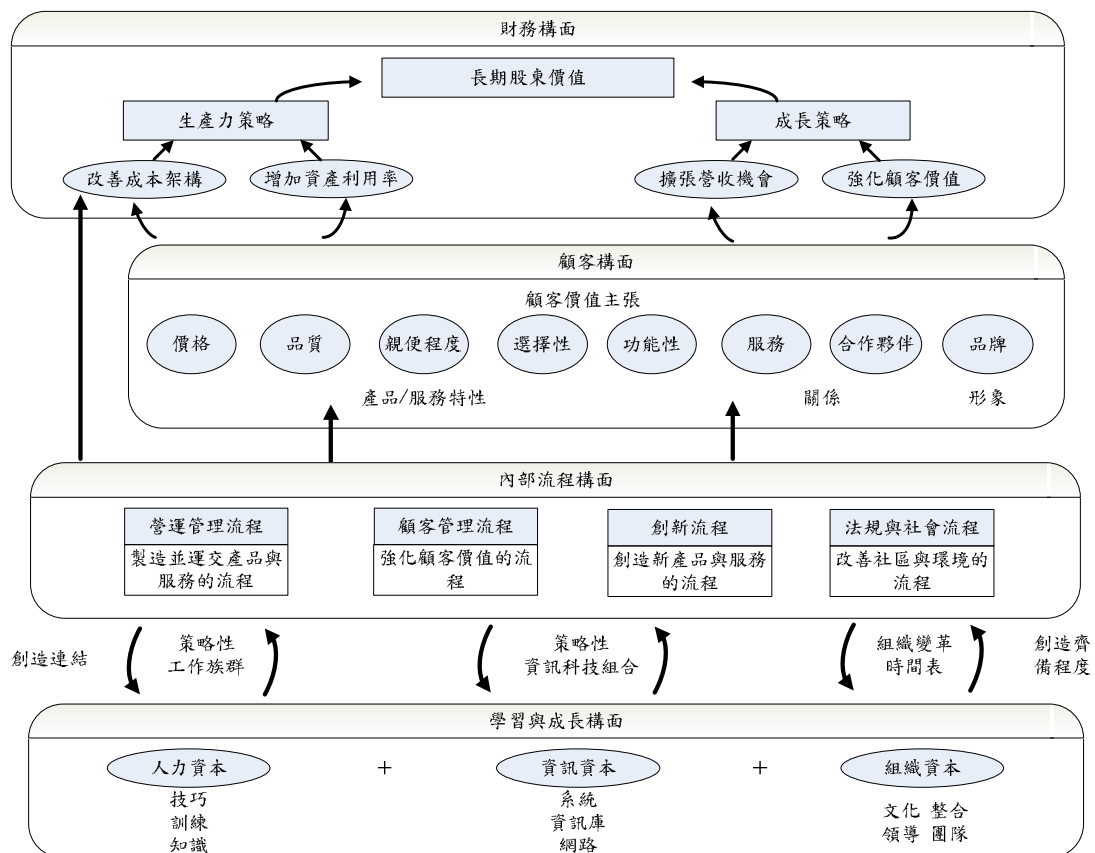 財務構面
長期股東價值
生產力策略
成長策略
改善成本架構
增加資產利用率
擴張營收機會
強化顧客價值
顧客構面
顧客價值主張
價格
品質
親便程度
選擇性
功能性
服務
合作夥伴
品牌
產品/服務特性
關係
形象
內部流程構面
營運管理流程
製造並運交產品與
服務的流程
顧客管理流程
強化顧客價值的流
程
創新流程
創造新產品與服務
的流程
法規與社會流程
改善社區與環境的
流程
創造連結
策略性
工作族群
策略性
資訊科技組合
組織變革
時間表
創造齊
備程度
學習與成長構面
人力資本
+
資訊資本
+
組織資本
技巧
訓練
知識
系統
資訊庫
網路
文化 整合
領導 團隊